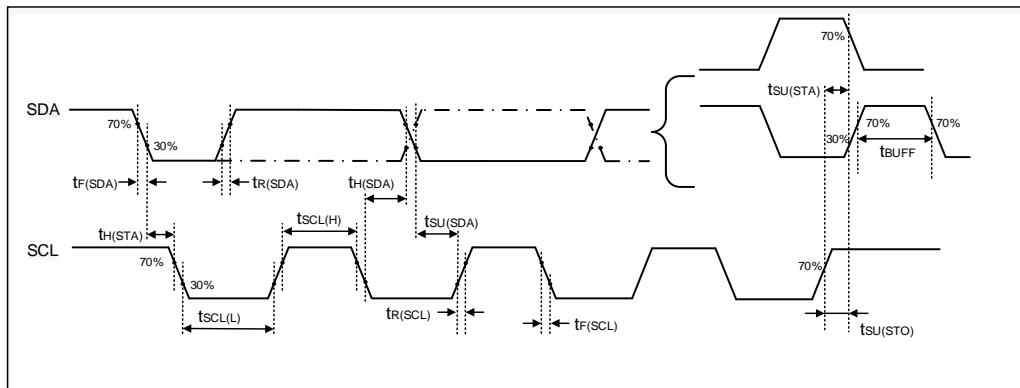 70%
tSU(STA)
SDA
70%
30%
30%
70%
70%
tBUFF
tF(SDA)
tR(SDA)
tH(SDA)
tSCL(H)
tSU(SDA)
tH(STA)
SCL
70%
30%
70%
tSCL(L)
tR(SCL)
tF(SCL)
tSU(STO)